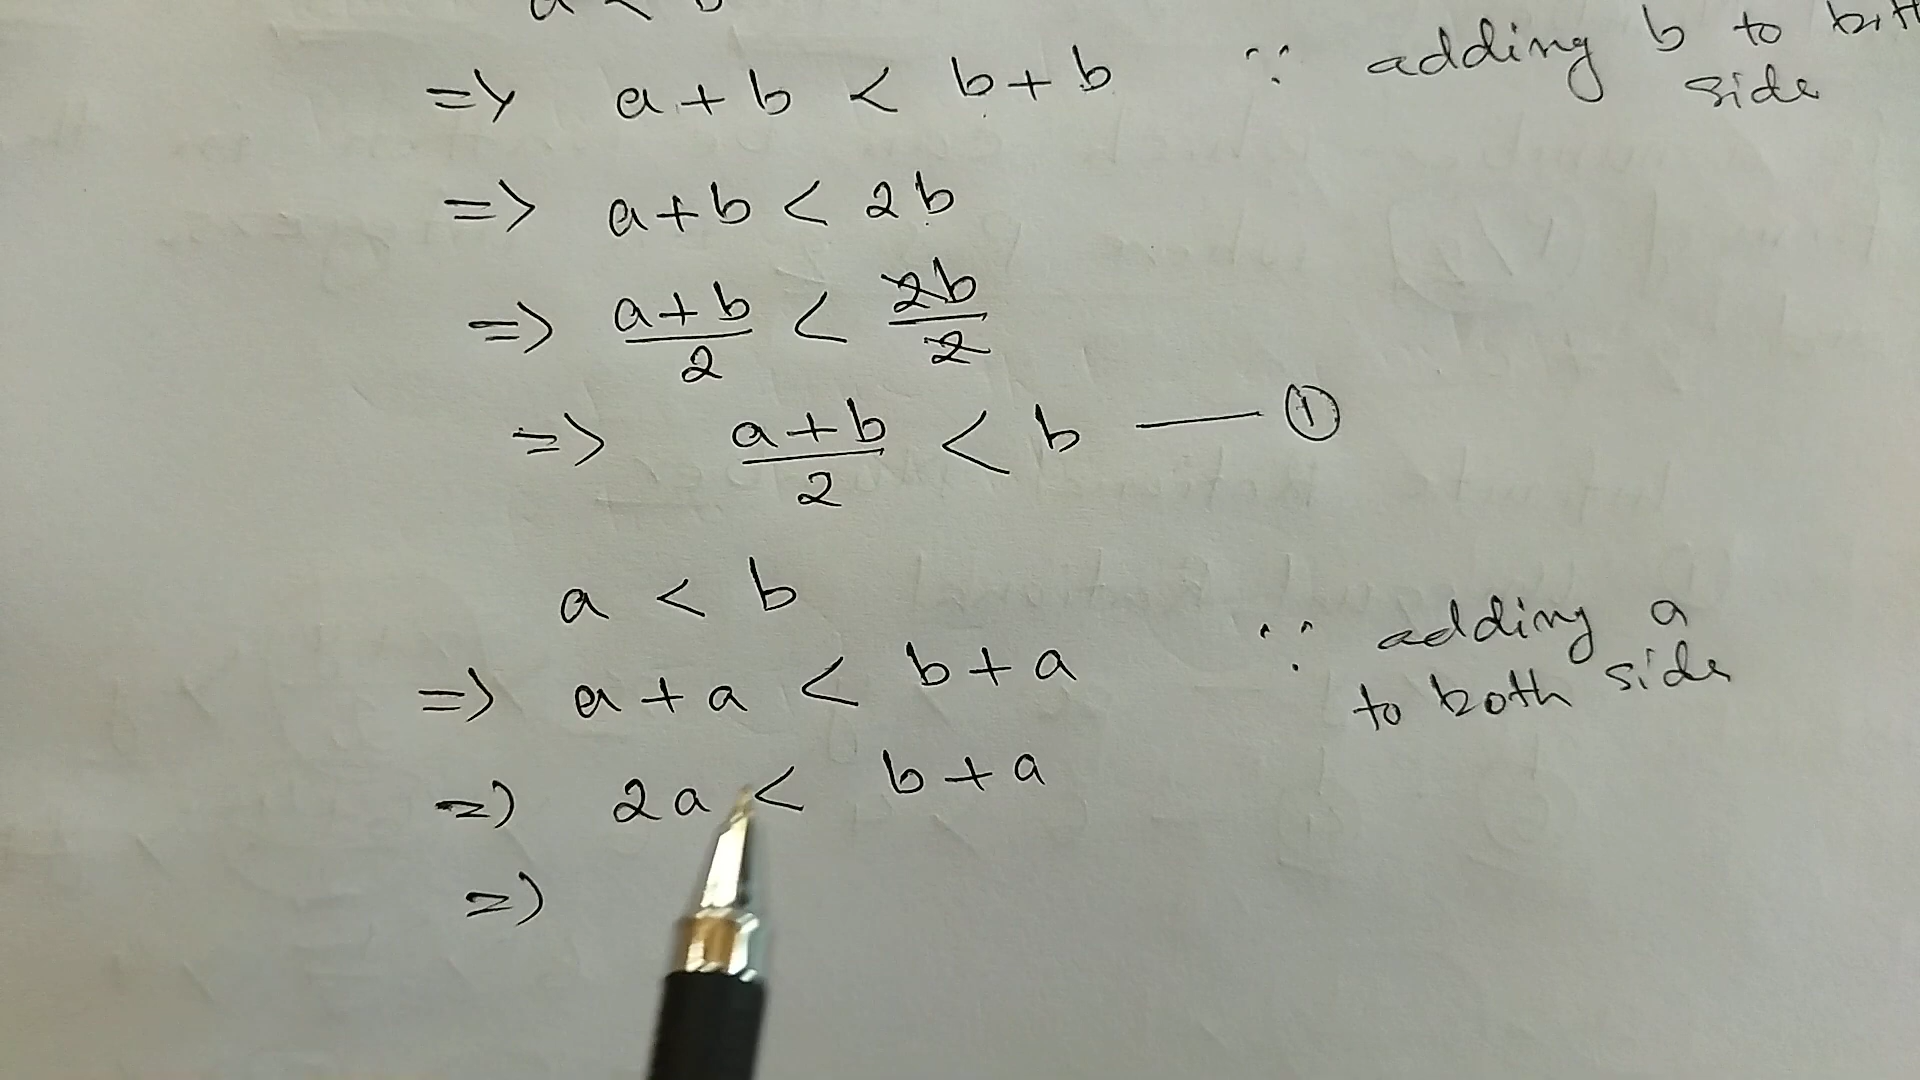 a < b
=> a + b < b + b ∵ adding b to both
side
=> a + b < 2b
=> (a + b)/2 < 2b/2
=> (a + b)/2 < b — ①
a < b
=> a + a < b + a ∵ adding a
to both side
=> 2a < b + a
=>